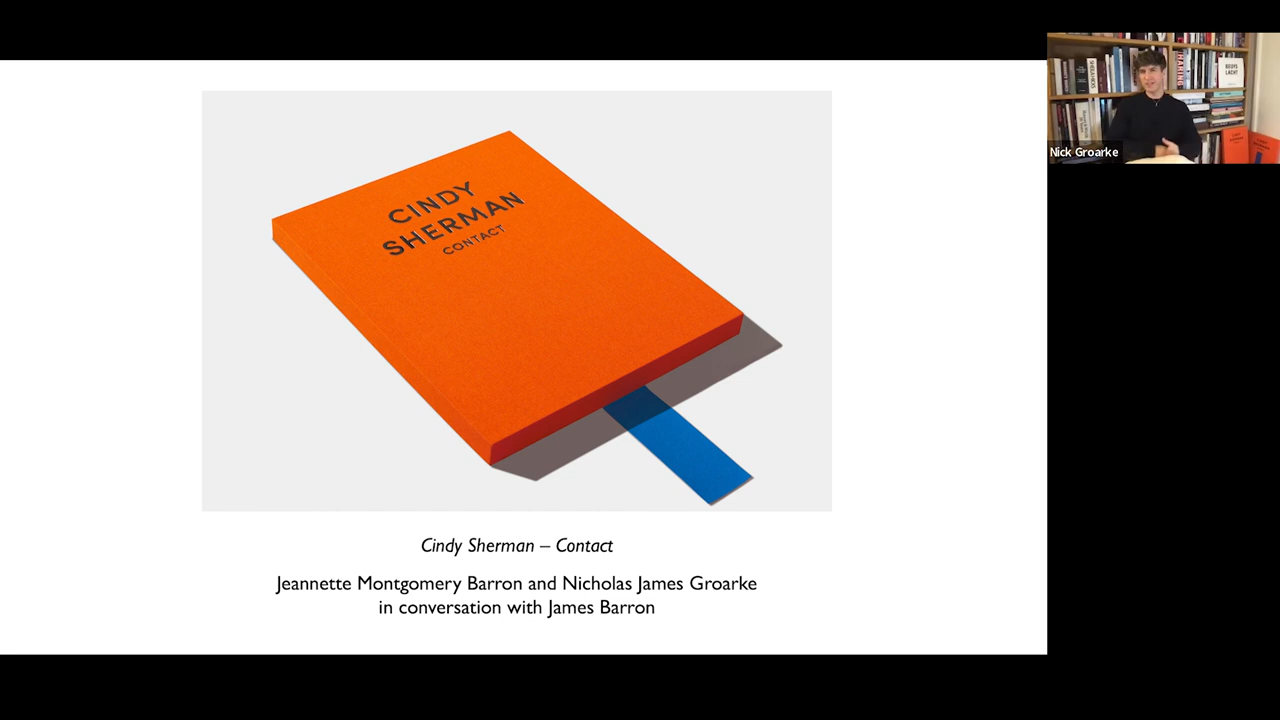 CINDY
SHERMAN
CONTACT
Cindy Sherman – Contact
Jeannette Montgomery Barron and Nicholas James Groarke
in conversation with James Barron
Nick Groarke